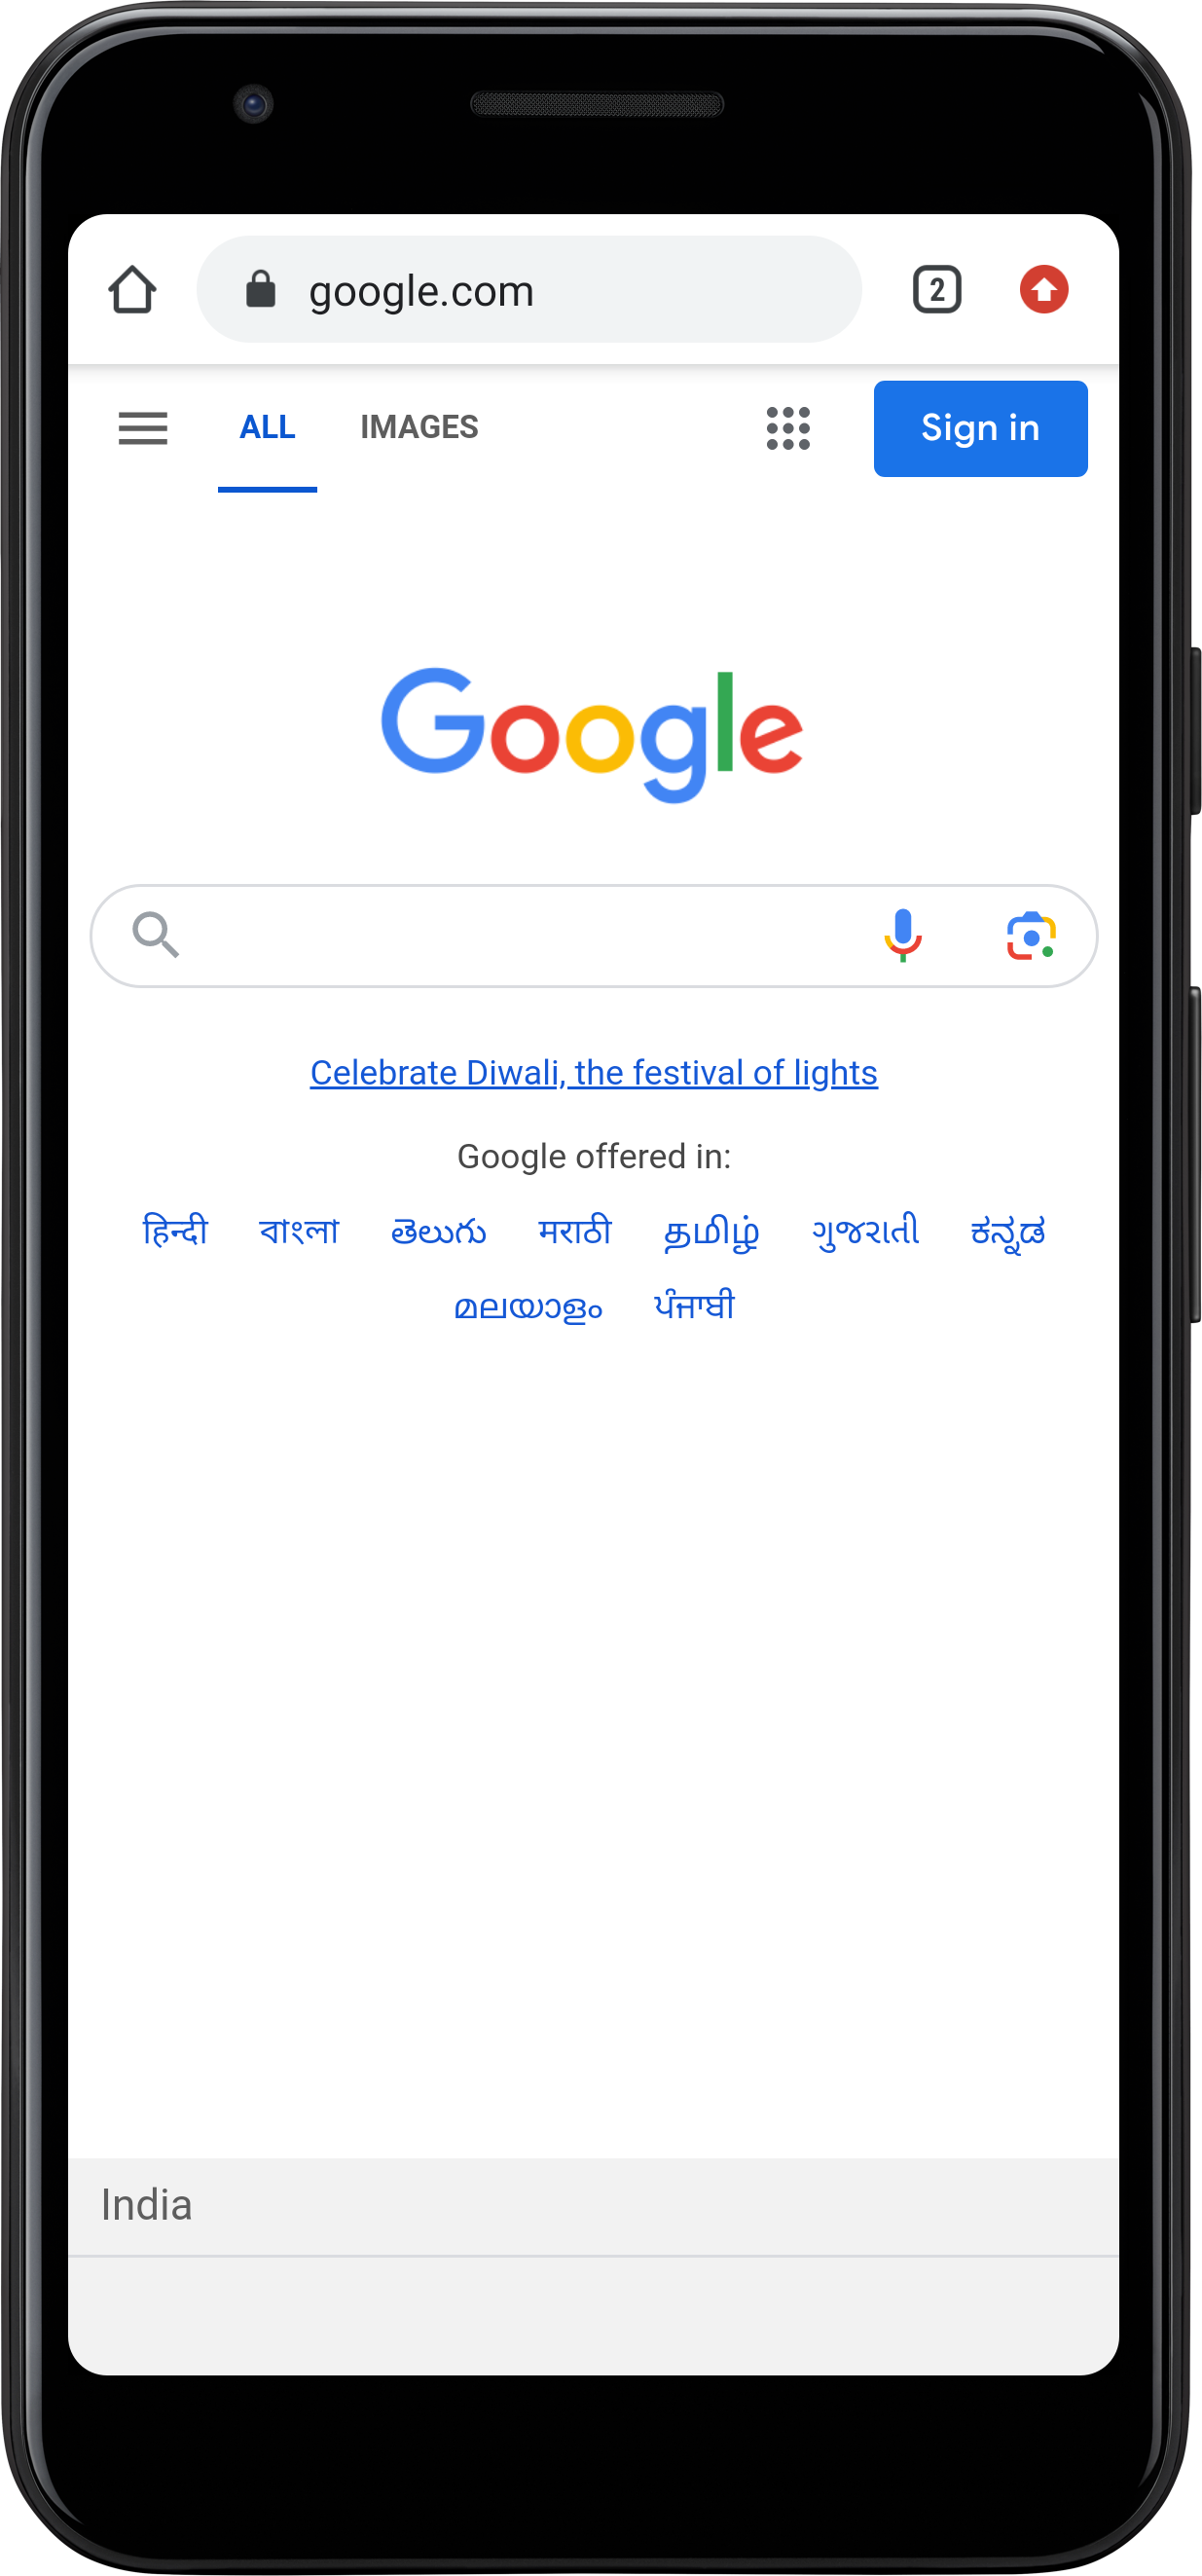 google.com 2
ALL IMAGES Sign in
Google
Celebrate Diwali, the festival of lights
Google offered in:
हिन्दी বাংলা తెలుగు मराठी தமிழ் ગુજરાતી ಕನ್ನಡ
മലയാളം ਪੰਜਾਬੀ
India